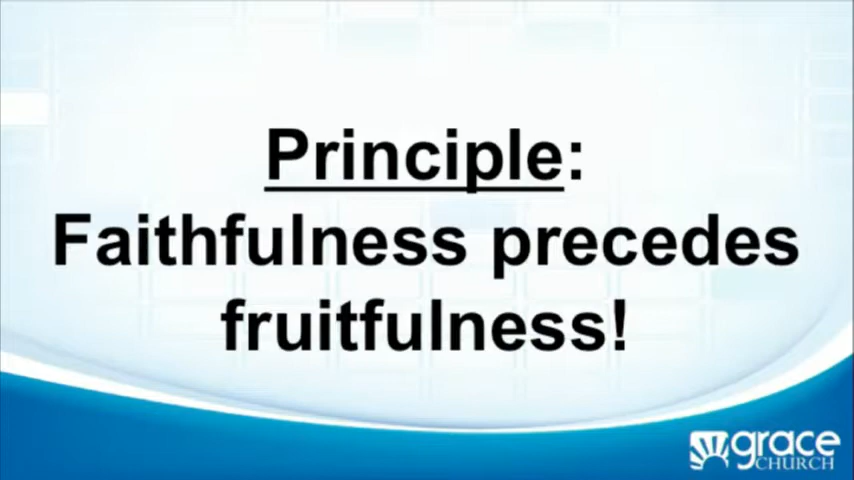 Principle:
Faithfulness precedes
fruitfulness!
grace
CHURCH